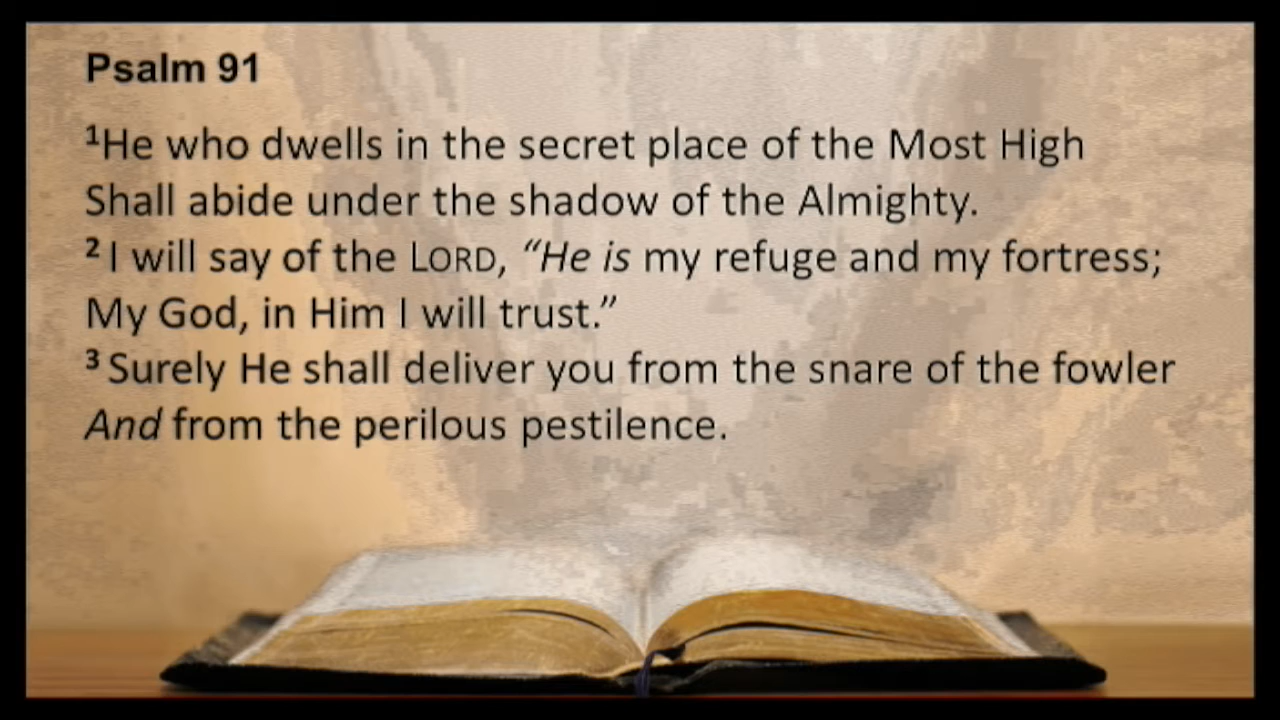 Psalm 91
¹He who dwells in the secret place of the Most High
Shall abide under the shadow of the Almighty.
² I will say of the LORD, “He is my refuge and my fortress;
My God, in Him I will trust.”
³ Surely He shall deliver you from the snare of the fowler
And from the perilous pestilence.